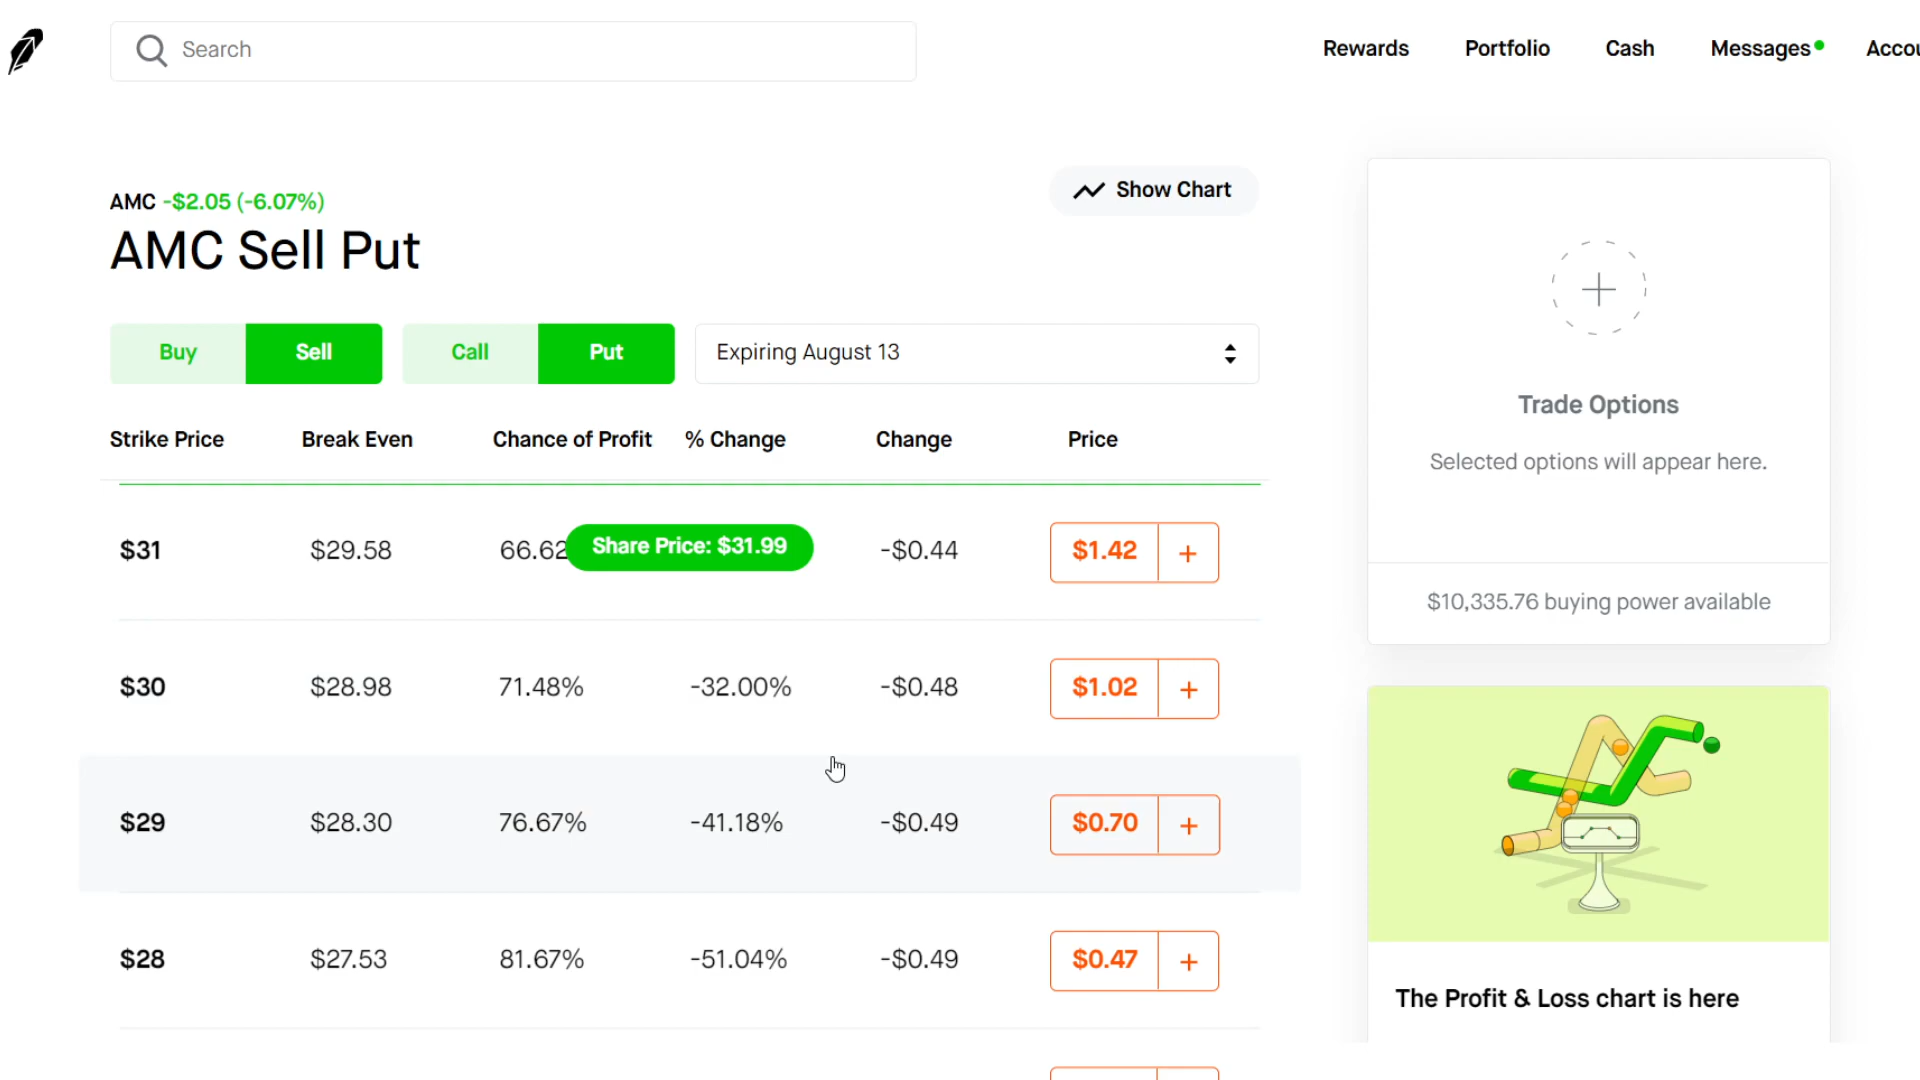 Search
Rewards Portfolio Cash Messages Accou
AMC -$2.05 (-6.07%)
AMC Sell Put
Show Chart
Buy Sell Call Put Expiring August 13
Strike Price Break Even Chance of Profit % Change Change Price
$31 $29.58 66.62 Share Price: $31.99 -$0.44 $1.42 +
$30 $28.98 71.48% -32.00% -$0.48 $1.02 +
$29 $28.30 76.67% -41.18% -$0.49 $0.70 +
$28 $27.53 81.67% -51.04% -$0.49 $0.47 +
Trade Options
Selected options will appear here.
$10,335.76 buying power available
The Profit & Loss chart is here